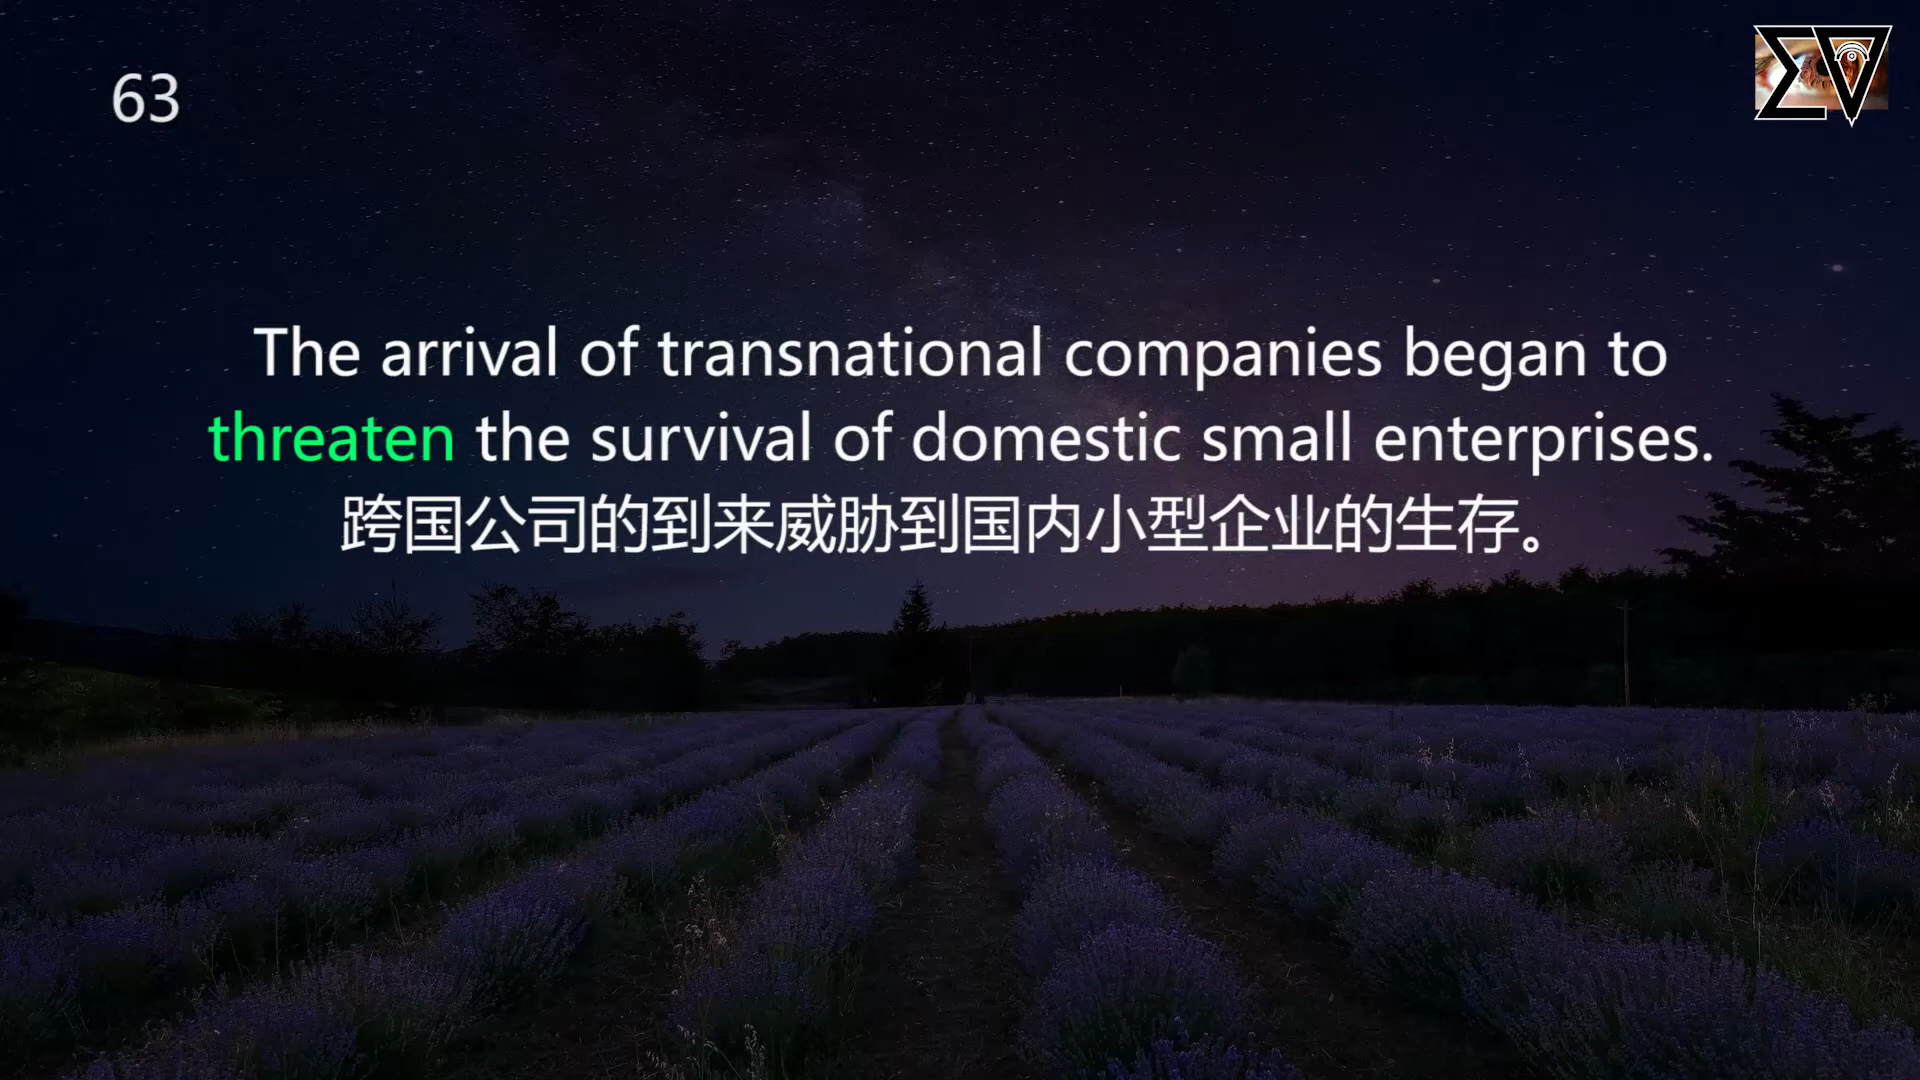 63
The arrival of transnational companies began to
threaten the survival of domestic small enterprises.
跨国公司的到来威胁到国内小型企业的生存。